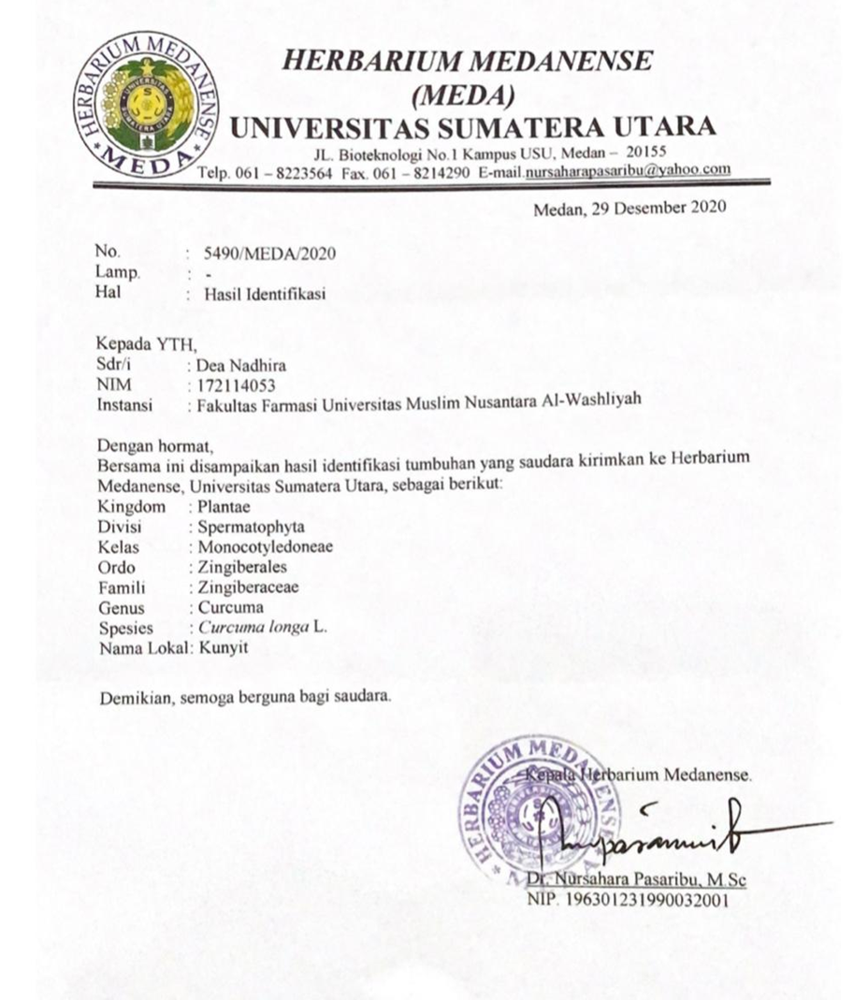 HERBARIUM MEDANENSE
MEDA
UNIVERSITAS SUMATERA UTARA
HERBARIUM MEDANENSE
(MEDA)
UNIVERSITAS SUMATERA UTARA
JL. Bioteknologi No.1 Kampus USU, Medan – 20155
Telp. 061 – 8223564 Fax. 061 – 8214290 E-mail.nursaharapasaribu@yahoo.com
Medan, 29 Desember 2020
No. : 5490/MEDA/2020
Lamp. : -
Hal : Hasil Identifikasi
Kepada YTH,
Sdr/i : Dea Nadhira
NIM : 172114053
Instansi : Fakultas Farmasi Universitas Muslim Nusantara Al-Washliyah
Dengan hormat,
Bersama ini disampaikan hasil identifikasi tumbuhan yang saudara kirimkan ke Herbarium
Medanense, Universitas Sumatera Utara, sebagai berikut:
Kingdom : Plantae
Divisi : Spermatophyta
Kelas : Monocotyledoneae
Ordo : Zingiberales
Famili : Zingiberaceae
Genus : Curcuma
Spesies : Curcuma longa L.
Nama Lokal: Kunyit
Demikian, semoga berguna bagi saudara.
HERBARIUM MEDANENSE
Kepala Herbarium Medanense.
Dr. Nursahara Pasaribu, M.Sc
NIP. 196301231990032001